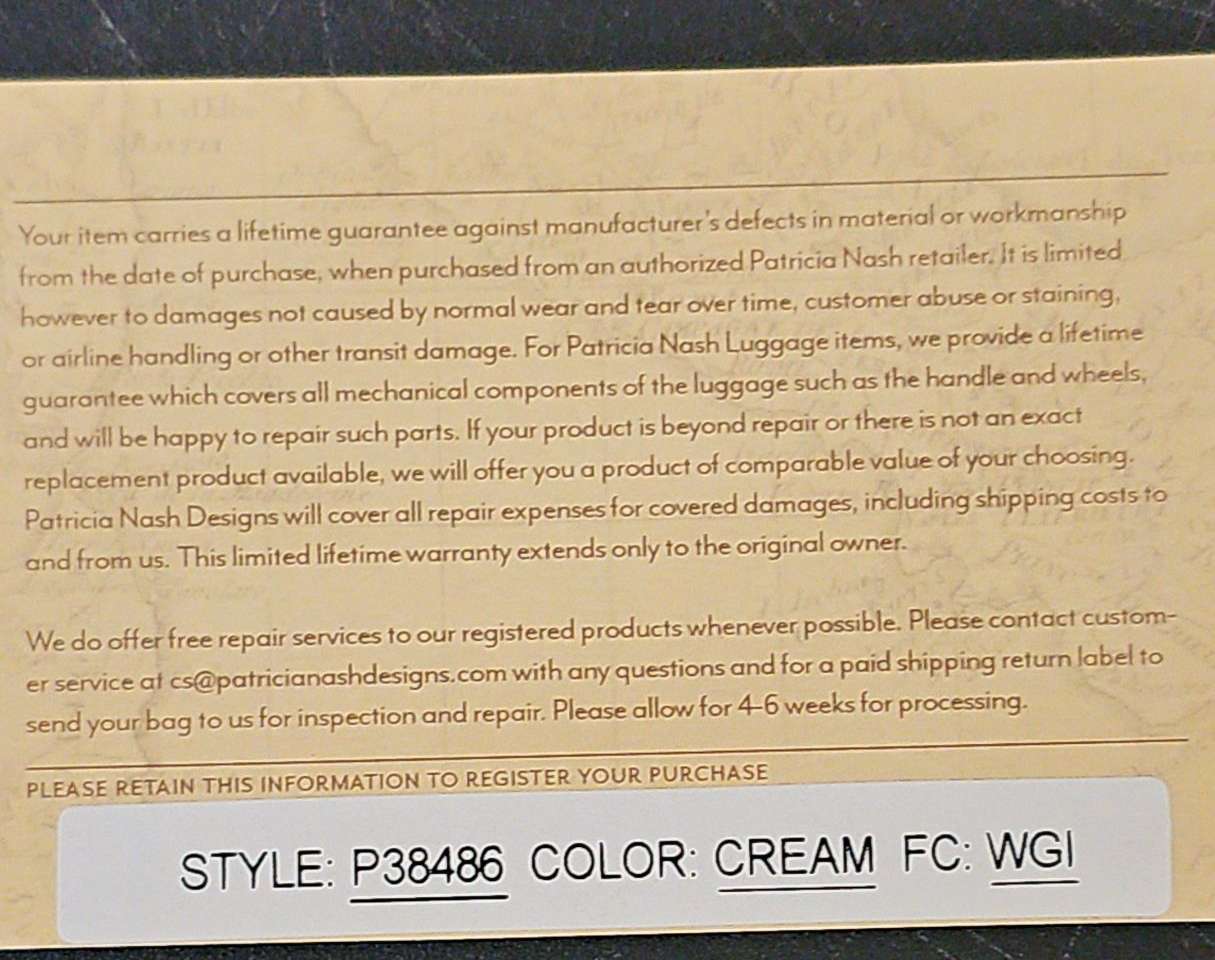 Your item carries a lifetime guarantee against manufacturer's defects in material or workmanship
from the date of purchase, when purchased from an authorized Patricia Nash retailer. It is limited
however to damages not caused by normal wear and tear over time, customer abuse or staining,
or airline handling or other transit damage. For Patricia Nash Luggage items, we provide a lifetime
guarantee which covers all mechanical components of the luggage such as the handle and wheels,
and will be happy to repair such parts. If your product is beyond repair or there is not an exact
replacement product available, we will offer you a product of comparable value of your choosing.
Patricia Nash Designs will cover all repair expenses for covered damages, including shipping costs to
and from us. This limited lifetime warranty extends only to the original owner.
We do offer free repair services to our registered products whenever possible. Please contact custom-
er service at cs@patricianashdesigns.com with any questions and for a paid shipping return label to
send your bag to us for inspection and repair. Please allow for 4-6 weeks for processing.
PLEASE RETAIN THIS INFORMATION TO REGISTER YOUR PURCHASE
STYLE: P38486 COLOR: CREAM FC: WGI